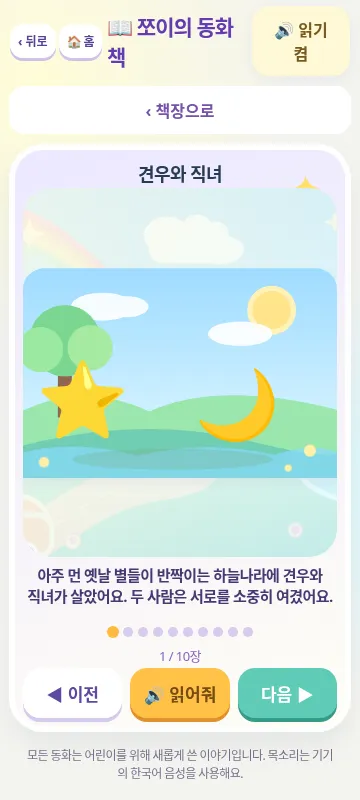 ‹ 뒤로
🏠 홈
📖 쪼이의 동화
책
🔊 읽기
켬
‹ 책장으로
견우와 직녀
아주 먼 옛날 별들이 반짝이는 하늘나라에 견우와
직녀가 살았어요. 두 사람은 서로를 소중히 여겼어요.
1 / 10장
◀ 이전
🔊 읽어줘
다음 ▶
모든 동화는 어린이를 위해 새롭게 쓴 이야기입니다. 목소리는 기기
의 한국어 음성을 사용해요.